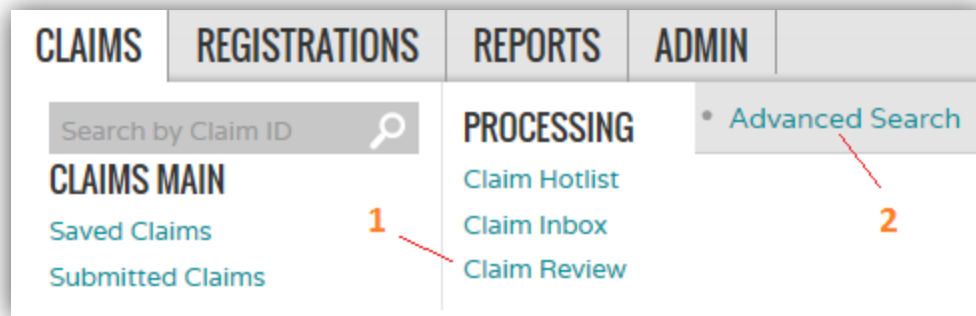 CLAIMS REGISTRATIONS REPORTS ADMIN
Search by Claim ID
CLAIMS MAIN
Saved Claims
Submitted Claims
1
PROCESSING
Claim Hotlist
Claim Inbox
Claim Review
• Advanced Search
2